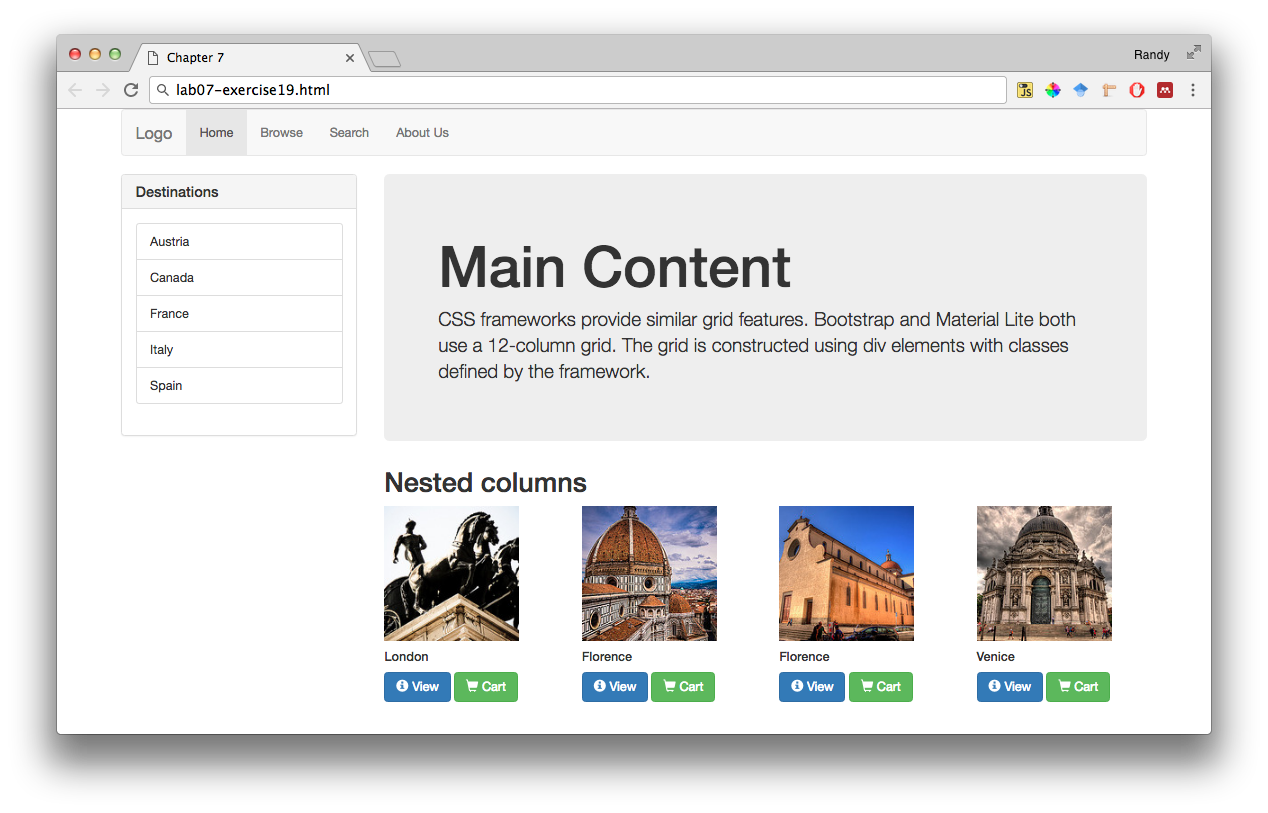 Chapter 7
Randy
lab07-exercise19.html
JS
Logo Home Browse Search About Us
Destinations
Austria
Canada
France
Italy
Spain
Main Content
CSS frameworks provide similar grid features. Bootstrap and Material Lite both
use a 12-column grid. The grid is constructed using div elements with classes
defined by the framework.
Nested columns
London
Florence
Florence
Venice
View Cart
View Cart
View Cart
View Cart